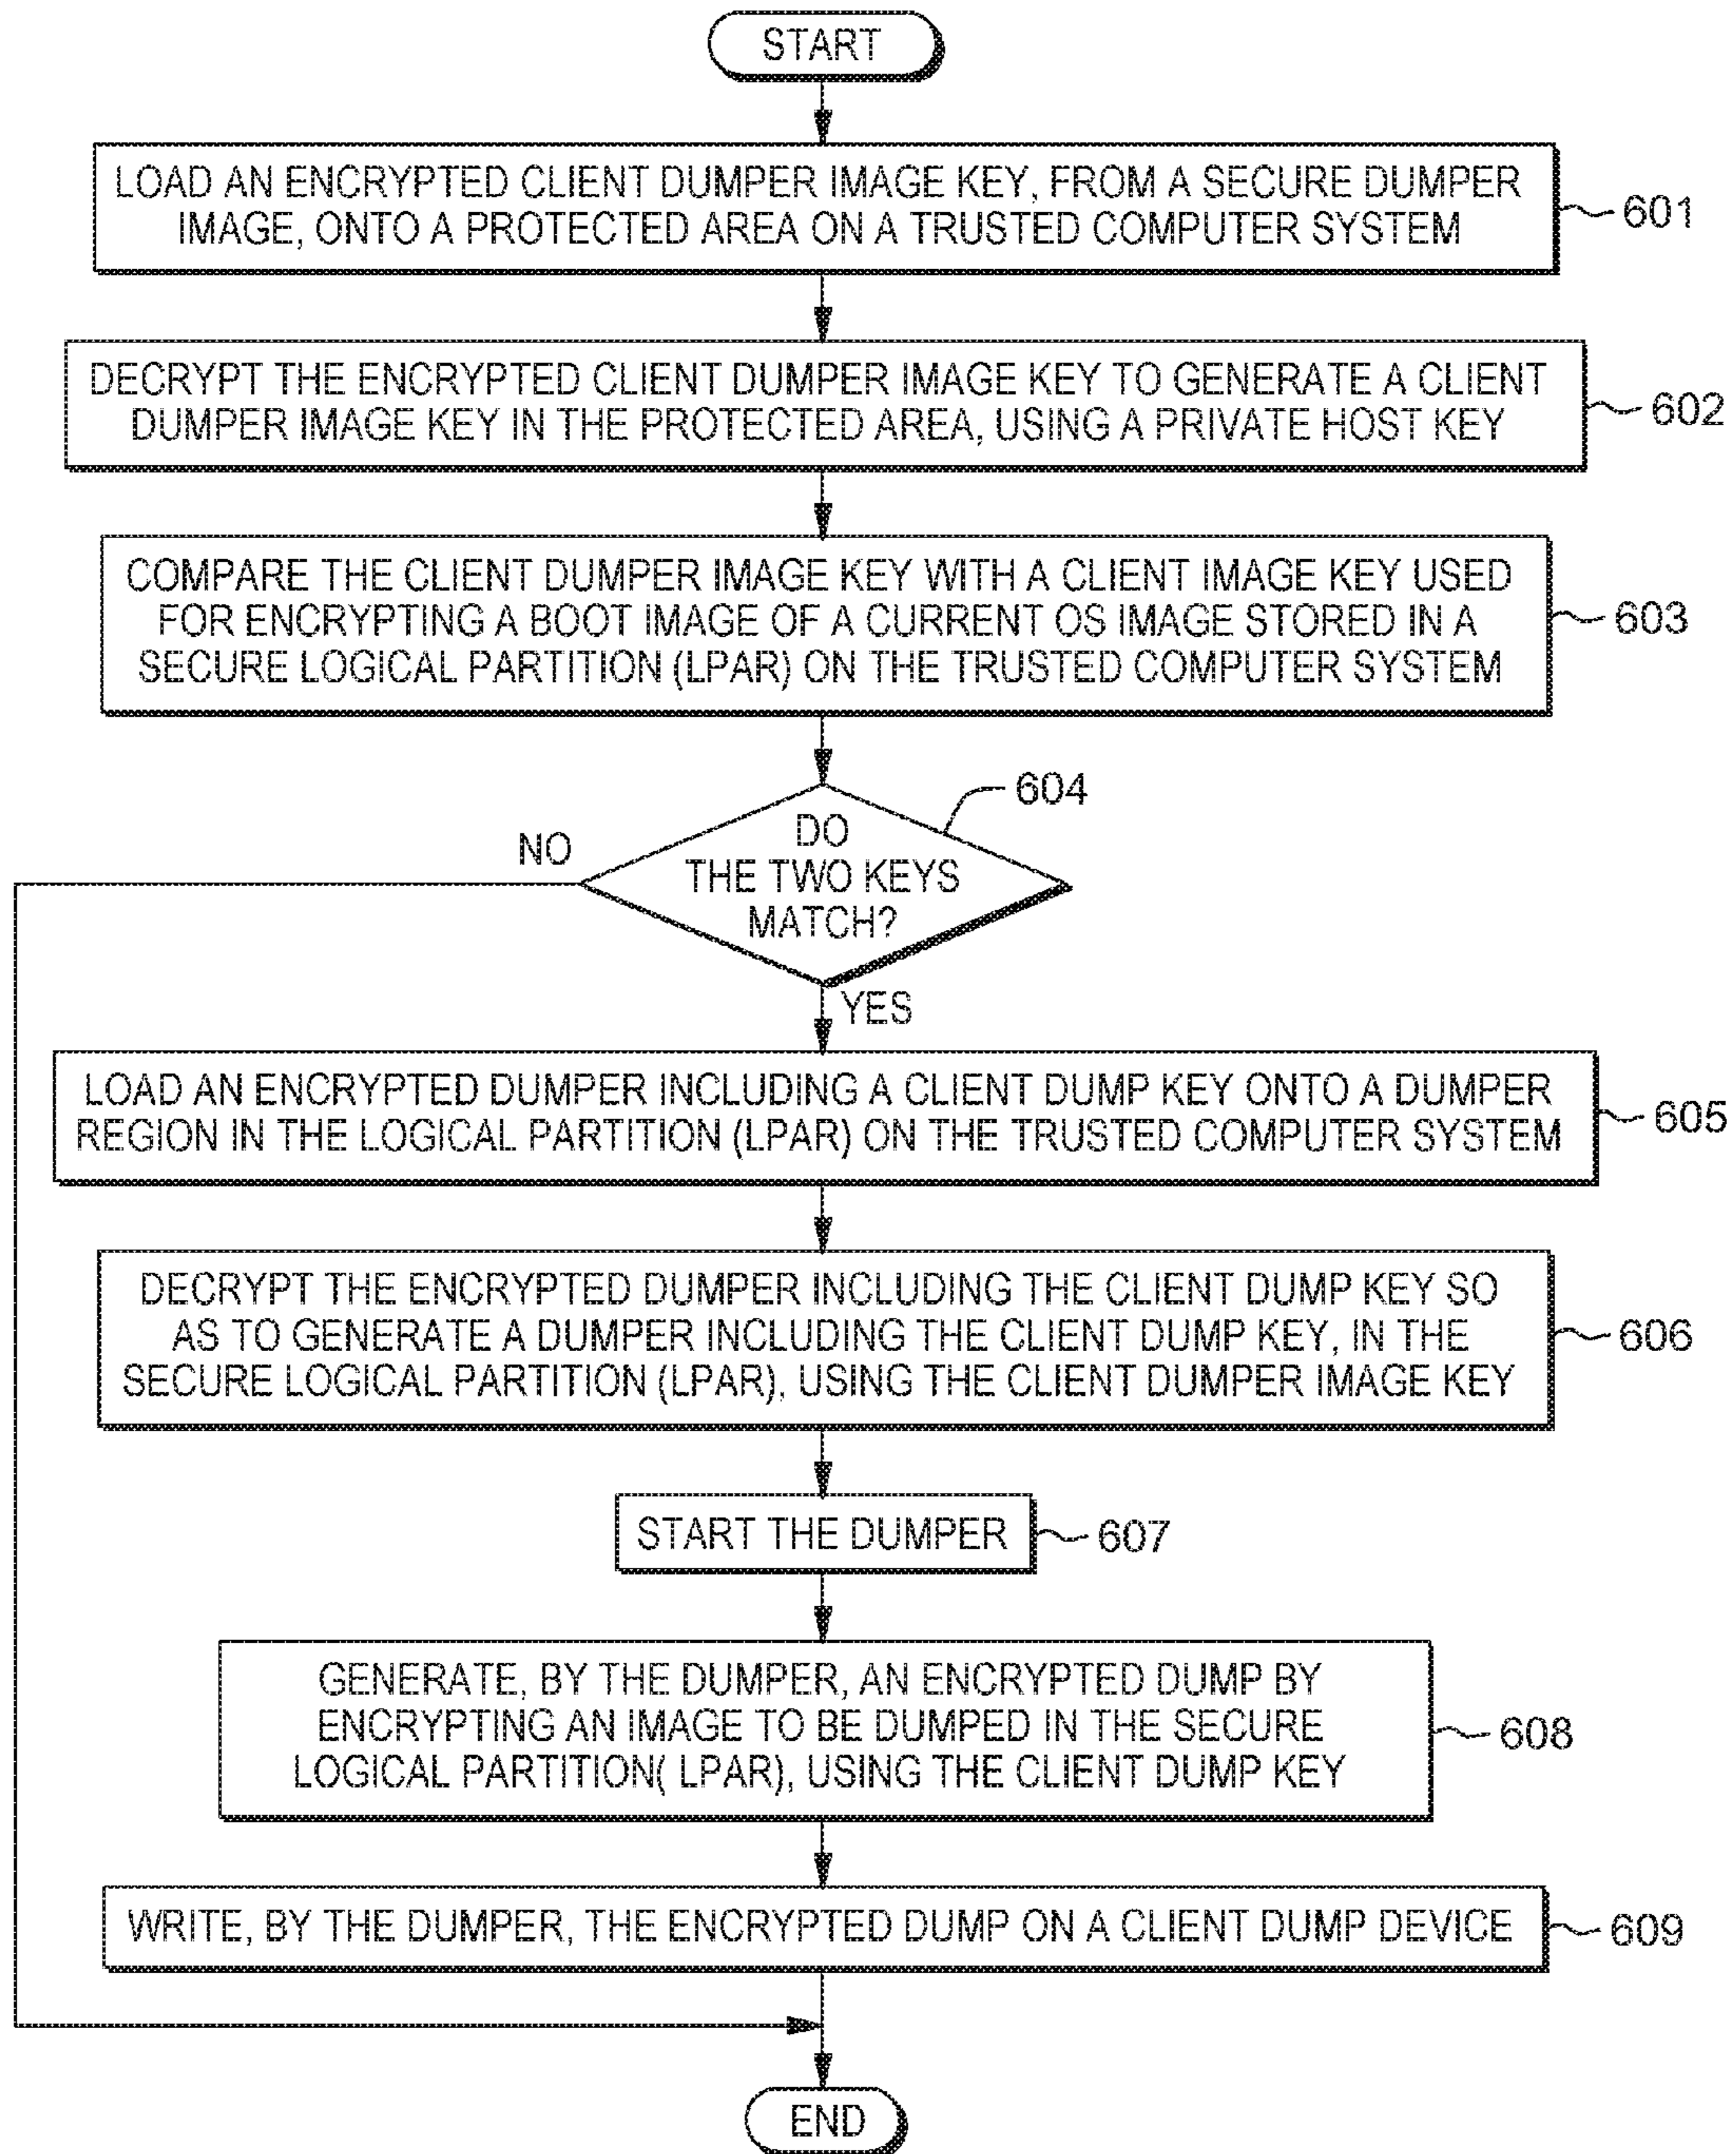 START
LOAD AN ENCRYPTED CLIENT DUMPER IMAGE KEY, FROM A SECURE DUMPER
IMAGE, ONTO A PROTECTED AREA ON A TRUSTED COMPUTER SYSTEM
601
DECRYPT THE ENCRYPTED CLIENT DUMPER IMAGE KEY TO GENERATE A CLIENT
DUMPER IMAGE KEY IN THE PROTECTED AREA, USING A PRIVATE HOST KEY
602
COMPARE THE CLIENT DUMPER IMAGE KEY WITH A CLIENT IMAGE KEY USED
FOR ENCRYPTING A BOOT IMAGE OF A CURRENT OS IMAGE STORED IN A
SECURE LOGICAL PARTITION (LPAR) ON THE TRUSTED COMPUTER SYSTEM
603
604
NO
DO
THE TWO KEYS
MATCH?
YES
LOAD AN ENCRYPTED DUMPER INCLUDING A CLIENT DUMP KEY ONTO A DUMPER
REGION IN THE LOGICAL PARTITION (LPAR) ON THE TRUSTED COMPUTER SYSTEM
605
DECRYPT THE ENCRYPTED DUMPER INCLUDING THE CLIENT DUMP KEY SO
AS TO GENERATE A DUMPER INCLUDING THE CLIENT DUMP KEY, IN THE
SECURE LOGICAL PARTITION (LPAR), USING THE CLIENT DUMPER IMAGE KEY
606
START THE DUMPER
607
GENERATE, BY THE DUMPER, AN ENCRYPTED DUMP BY
ENCRYPTING AN IMAGE TO BE DUMPED IN THE SECURE
LOGICAL PARTITION( LPAR), USING THE CLIENT DUMP KEY
608
WRITE, BY THE DUMPER, THE ENCRYPTED DUMP ON A CLIENT DUMP DEVICE
609
END